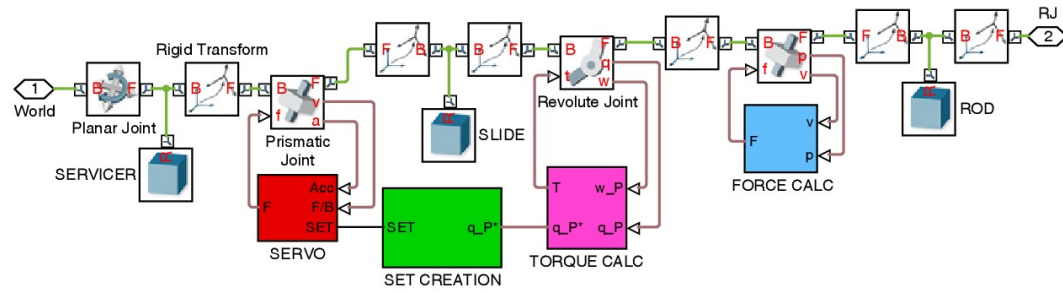 RJ
F B
B F
B F
B F
B F p v
f
F B
B F
2
Rigid Transform
B F q w
t
1
World
B F
B F
B F v a
f
Planar Joint
R
SERVICER
Prismatic
Joint
R
SLIDE
Revolute Joint
v
F
p
FORCE CALC
R
ROD
Acc
F F/B
SET
SERVO
SET q_P*
SET CREATION
T w_P
q_P* q_P
TORQUE CALC